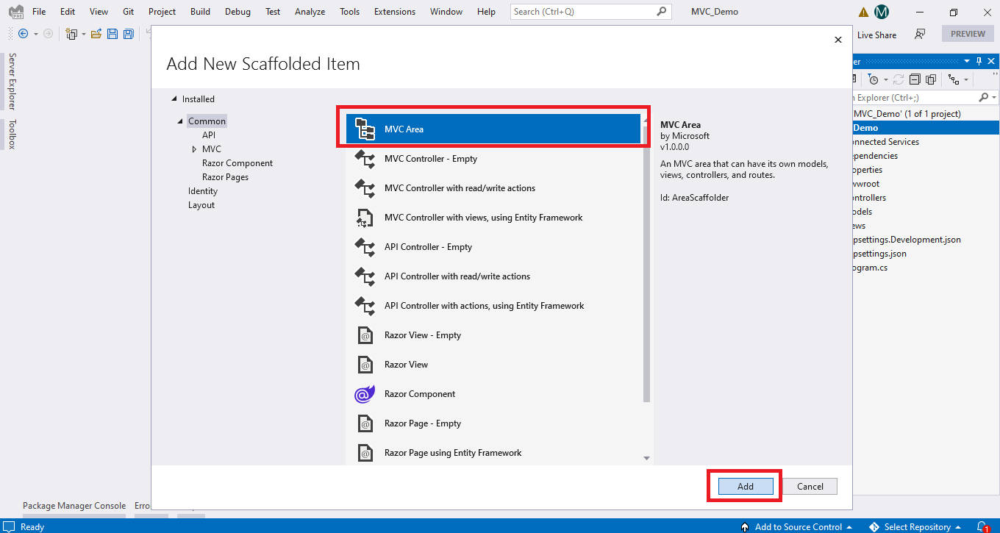 File Edit View Git Project Build Debug Test Analyze Tools Extensions Window Help Search (Ctrl+Q) MVC_Demo
PRE
M
Live Share
PREVIEW
Server Explorer
Toolbox
Add New Scaffolded Item
Installed
Common
API
MVC
Razor Component
Razor Pages
Identity
Layout
MVC Area
MVC Controller - Empty
MVC Controller with read/write actions
MVC Controller with views, using Entity Framework
API Controller - Empty
API Controller with read/write actions
API Controller with actions, using Entity Framework
Razor View - Empty
Razor View
Razor Component
Razor Page - Empty
Razor Page using Entity Framework
MVC Area
by Microsoft
v1.0.0.0
An MVC area that can have its own models,
views, controllers, and routes.
Id: AreaScaffolder
Add Cancel
er
Explorer (Ctrl+;)
MVC_Demo' (1 of 1 project)
Demo
onnected Services
ependencies
operties
wwroot
ontrollers
odels
ews
psettings.Development.json
psettings.json
ogram.cs
Package Manager Console Erro
Ready Add to Source Control Select Repository 1